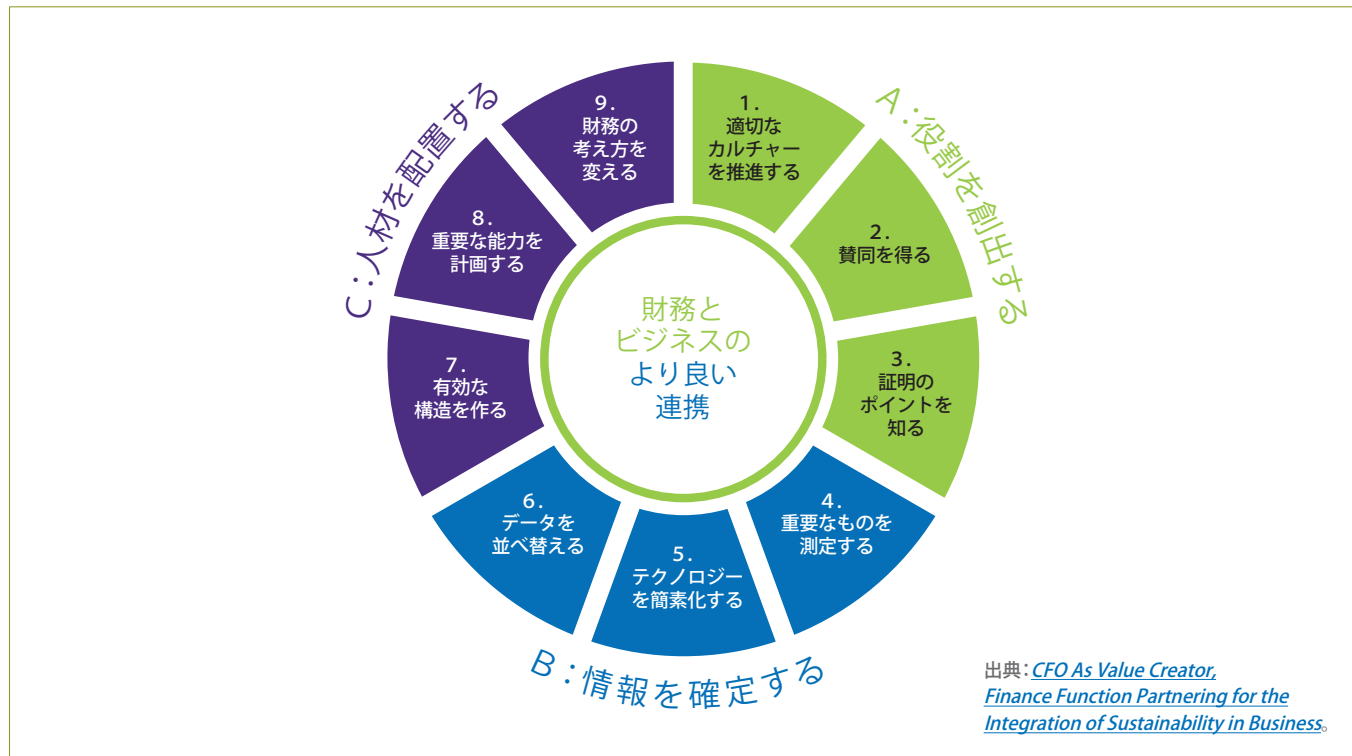 A：役割を創出する
1.
適切な
カルチャー
を推進する
2.
賛同を得る
3.
証明の
ポイントを
知る
B：情報を確定する
4.
重要なものを
測定する
5.
テクノロジー
を簡素化する
6.
データを
並べ替える
C：人材を配置する
7.
有効な
構造を作る
8.
重要な能力を
計画する
9.
財務の
考え方を
変える
財務と
ビジネスの
より良い
連携
出典：CFO As Value Creator,
Finance Function Partnering for the
Integration of Sustainability in Business。